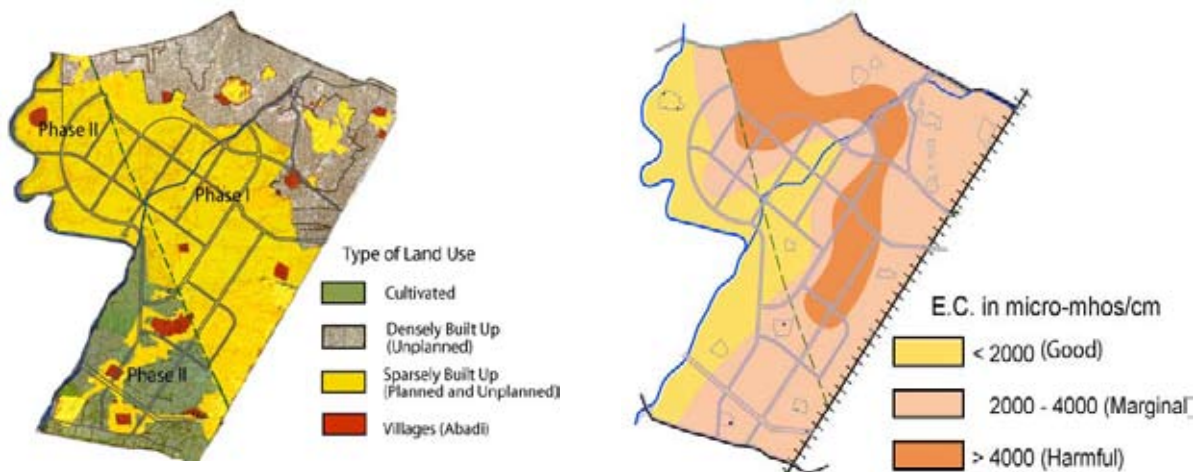 Phase II
Phase I
Phase II
Type of Land Use
Cultivated
Densely Built Up
(Unplanned)
Sparsely Built Up
(Planned and Unplanned)
Villages (Abadi)
E.C. in micro-mhos/cm
< 2000 (Good)
2000 - 4000 (Marginal)
> 4000 (Harmful)